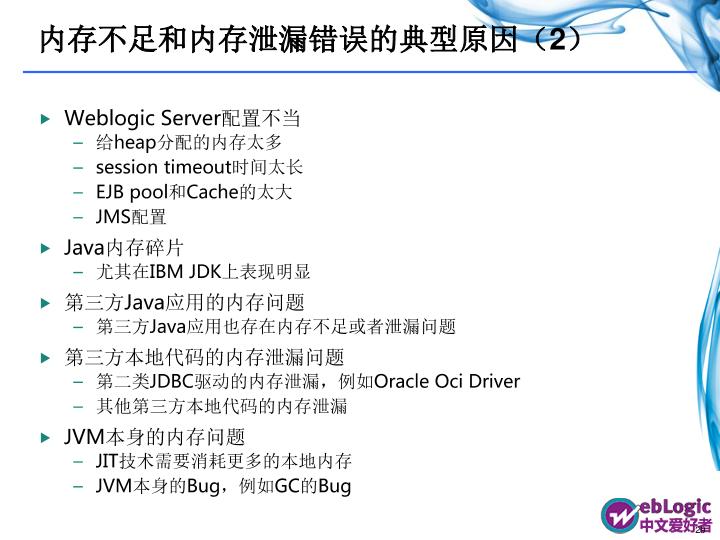 内存不足和内存泄漏错误的典型原因（2）
Weblogic Server配置不当
– 给heap分配的内存太多
– session timeout时间太长
– EJB pool和Cache的太大
– JMS配置
Java内存碎片
– 尤其在IBM JDK上表现明显
第三方Java应用的内存问题
– 第三方Java应用也存在内存不足或者泄漏问题
第三方本地代码的内存泄漏问题
– 第二类JDBC驱动的内存泄漏，例如Oracle Oci Driver
– 其他第三方本地代码的内存泄漏
JVM本身的内存问题
– JIT技术需要消耗更多的本地内存
– JVM本身的Bug，例如GC的Bug
WebLogic
中文爱好者